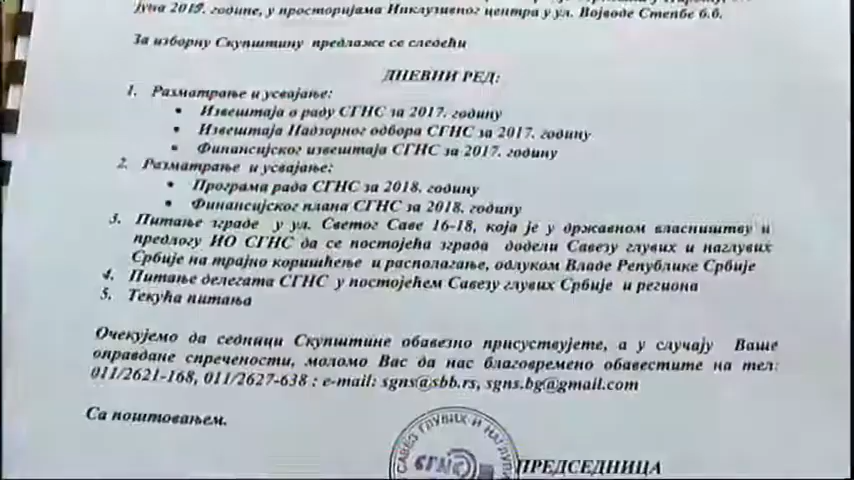 године, у просторијама Инклузивног центра у ул. Војводе Степбе б.б.
За изборну Скупштину предлаже се следећи
ДНЕВНИ РЕД:
1. Разматрање и усвајање:
• Извештаја о раду СГНС за 2017. годину
• Извештаја Надзорног одбора СГНС за 2017. годину
• Финансијског извештаја СГНС за 2017. годину
2. Разматрање и усвајање:
• Програма рада СГНС за 2018. годину
• Финансијског плана СГНС за 2018. годину
3. Питање зграде у ул. Светог Саве 16-18, која је у државном власништву и
предлогу ИО СГНС да се постојећа зграда додели Савезу глувих и наглувих
Србије на трајно коришћење и располагање, одлуком Владе Републике Србије
4. Питање делегата СГНС у постојећем Савезу глувих Србије и региона
5. Текућа питања
Очекујемо да седници Скупштине обавезно присуствујете, а у случају Ваше
оправдане спречености, моломо Вас да нас благовремено обавестите на тел:
011/2621-168, 011/2627-638 : e-mail: sgns@sbb.rs, sgns.bg@gmail.com
Са поштовањем.
САВЕЗ ГЛУВИХ И
СГНС
ПРЕДСЕДНИЦА